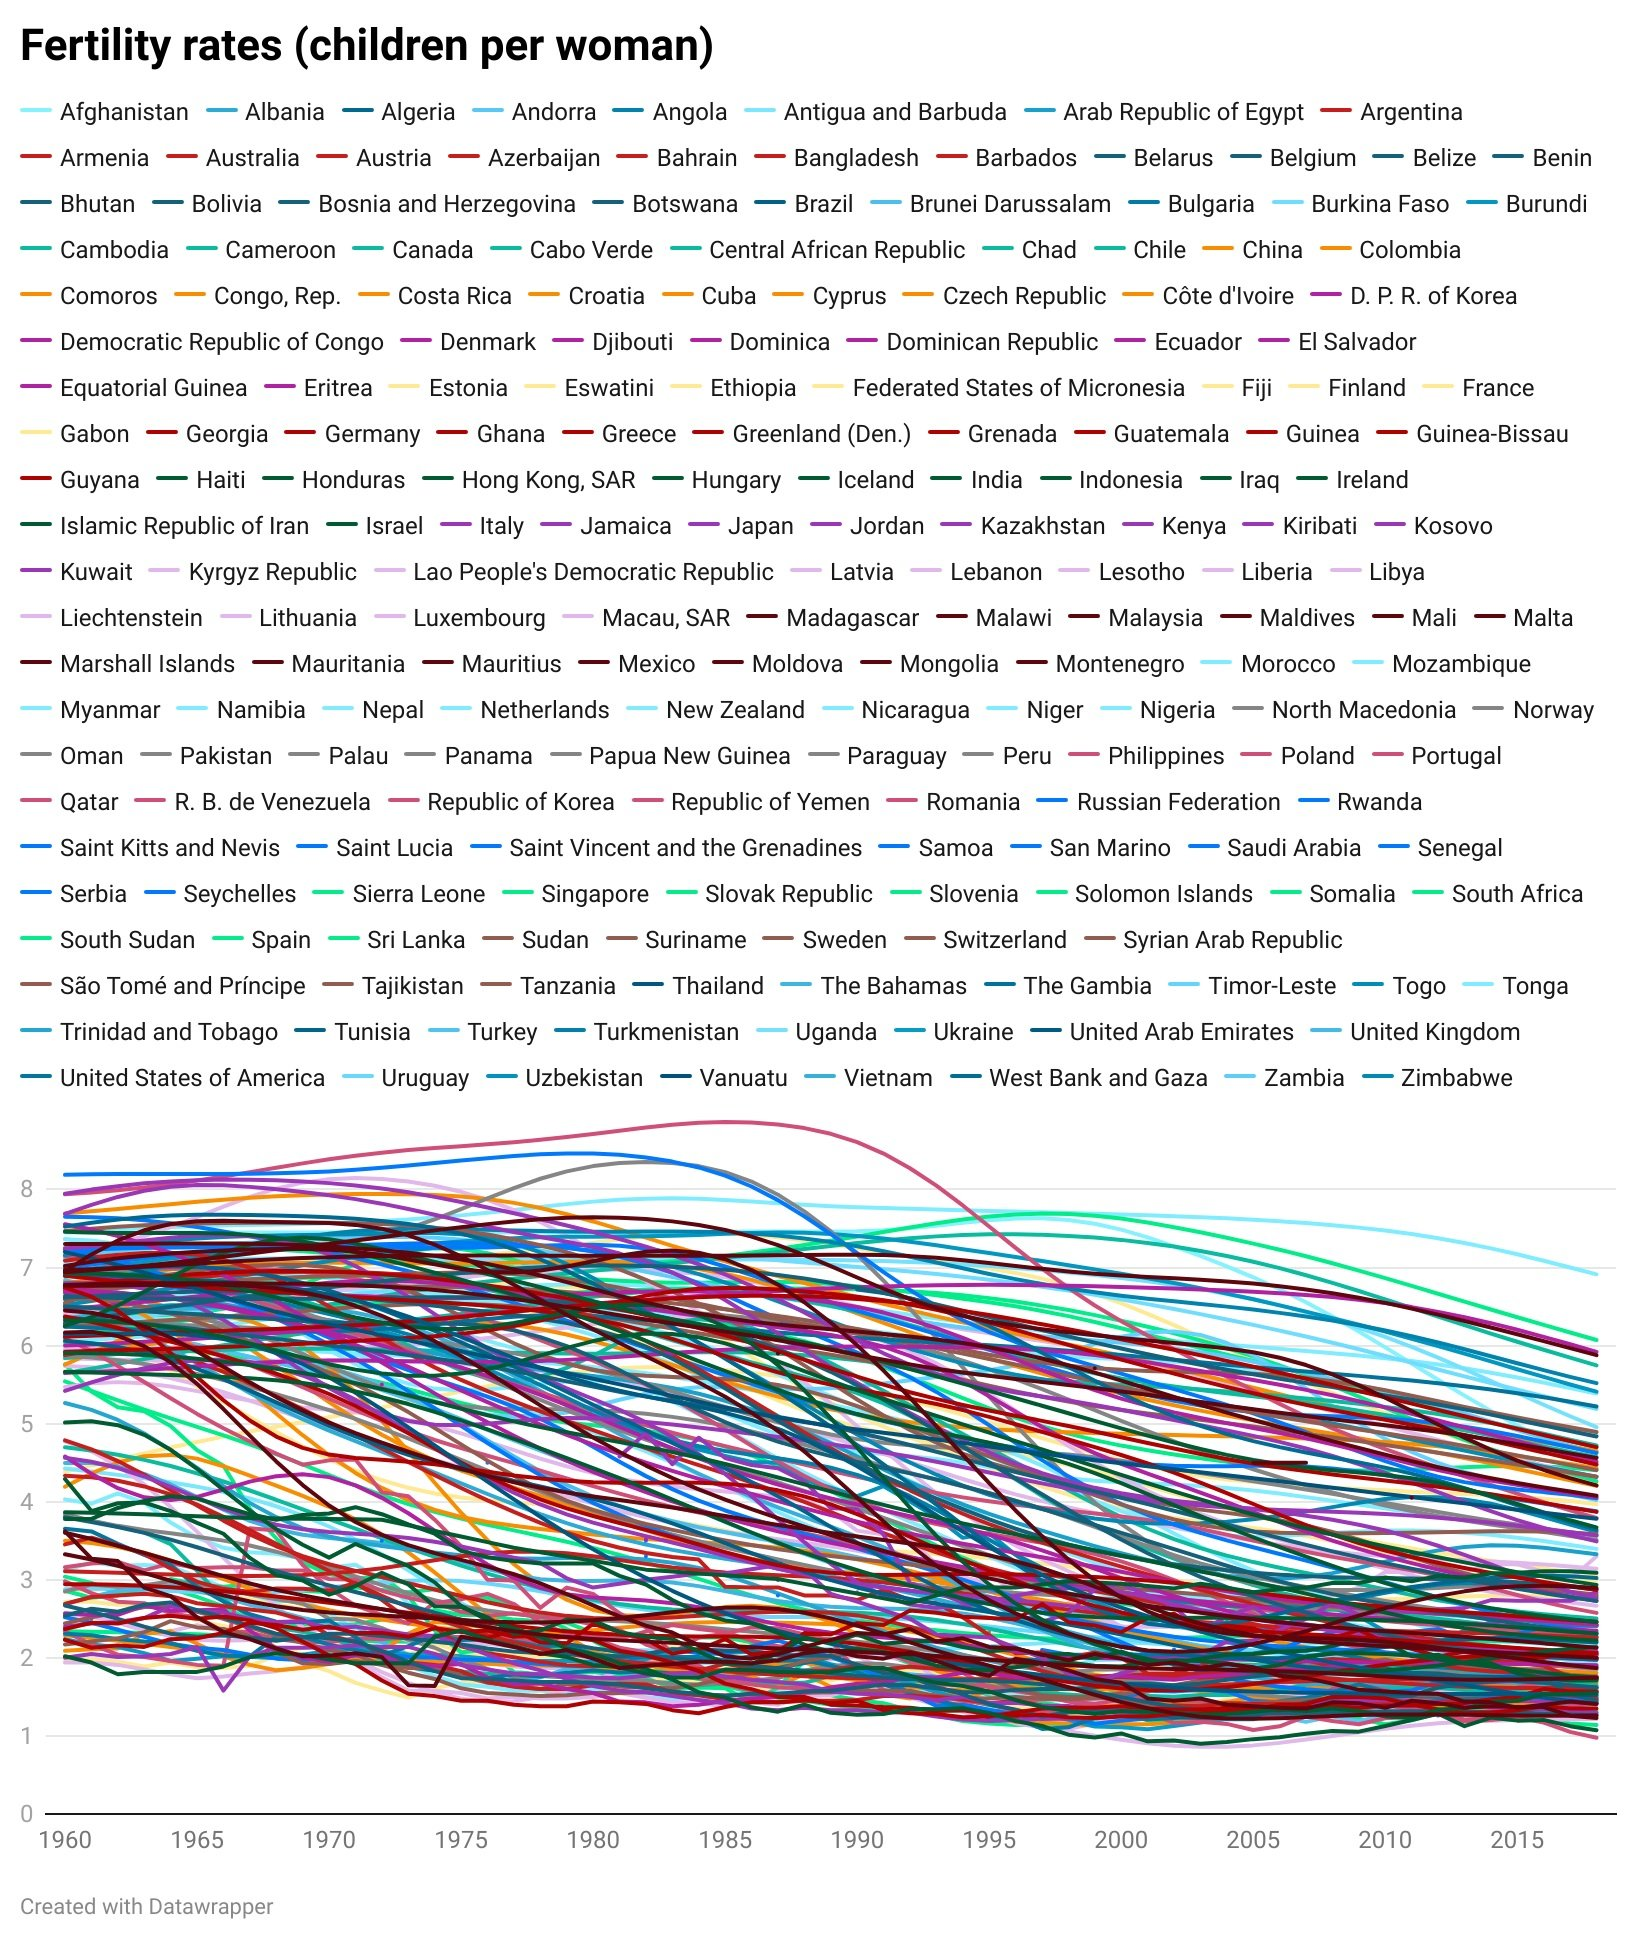 Fertility rates (children per woman)
Afghanistan Albania Algeria Andorra Angola Antigua and Barbuda Arab Republic of Egypt Argentina
Armenia Australia Austria Azerbaijan Bahrain Bangladesh Barbados Belarus Belgium Belize Benin
Bhutan Bolivia Bosnia and Herzegovina Botswana Brazil Brunei Darussalam Bulgaria Burkina Faso Burundi
Cambodia Cameroon Canada Cabo Verde Central African Republic Chad Chile China Colombia
Comoros Congo, Rep. Costa Rica Croatia Cuba Cyprus Czech Republic Côte d'Ivoire D. P. R. of Korea
Democratic Republic of Congo Denmark Djibouti Dominica Dominican Republic Ecuador El Salvador
Equatorial Guinea Eritrea Estonia Eswatini Ethiopia Federated States of Micronesia Fiji Finland France
Gabon Georgia Germany Ghana Greece Greenland (Den.) Grenada Guatemala Guinea Guinea-Bissau
Guyana Haiti Honduras Hong Kong, SAR Hungary Iceland India Indonesia Iraq Ireland
Islamic Republic of Iran Israel Italy Jamaica Japan Jordan Kazakhstan Kenya Kiribati Kosovo
Kuwait Kyrgyz Republic Lao People's Democratic Republic Latvia Lebanon Lesotho Liberia Libya
Liechtenstein Lithuania Luxembourg Macau, SAR Madagascar Malawi Malaysia Maldives Mali Malta
Marshall Islands Mauritania Mauritius Mexico Moldova Mongolia Montenegro Morocco Mozambique
Myanmar Namibia Nepal Netherlands New Zealand Nicaragua Niger Nigeria North Macedonia Norway
Oman Pakistan Palau Panama Papua New Guinea Paraguay Peru Philippines Poland Portugal
Qatar R. B. de Venezuela Republic of Korea Republic of Yemen Romania Russian Federation Rwanda
Saint Kitts and Nevis Saint Lucia Saint Vincent and the Grenadines Samoa San Marino Saudi Arabia Senegal
Serbia Seychelles Sierra Leone Singapore Slovak Republic Slovenia Solomon Islands Somalia South Africa
South Sudan Spain Sri Lanka Sudan Suriname Sweden Switzerland Syrian Arab Republic
São Tomé and Príncipe Tajikistan Tanzania Thailand The Bahamas The Gambia Timor-Leste Togo Tonga
Trinidad and Tobago Tunisia Turkey Turkmenistan Uganda Ukraine United Arab Emirates United Kingdom
United States of America Uruguay Uzbekistan Vanuatu Vietnam West Bank and Gaza Zambia Zimbabwe
8
7
6
5
4
3
2
1
0
1960 1965 1970 1975 1980 1985 1990 1995 2000 2005 2010 2015
Created with Datawrapper